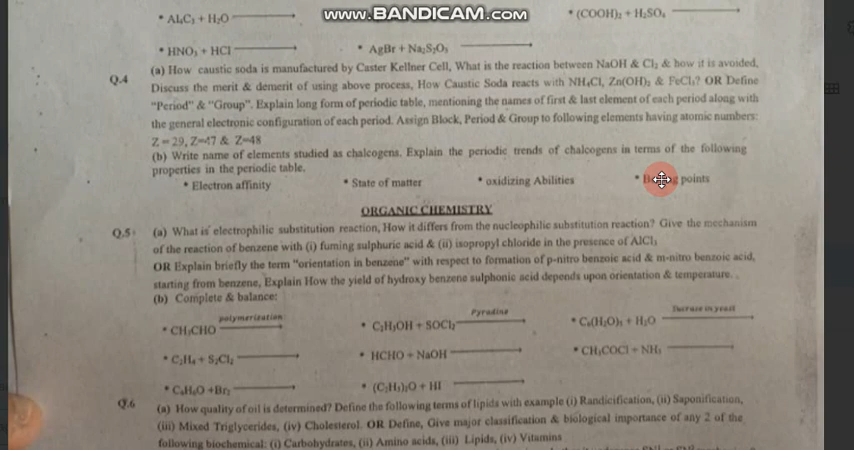 * Al₄C₃ + H₂O
* (COOH)₂ + H₂SO₄
www.BANDICAM.com
* HNO₃ + HCl
* AgBr + Na₂S₂O₃
Q.4
(a) How caustic soda is manufactured by Caster Kellner Cell, What is the reaction between NaOH & Cl₂ & how it is avoided,
Discuss the merit & demerit of using above process, How Caustic Soda reacts with NH₄Cl, Zn(OH)₂ & FeCl₃? OR Define
"Period" & "Group". Explain long form of periodic table, mentioning the names of first & last element of each period along with
the general electronic configuration of each period. Assign Block, Period & Group to following elements having atomic numbers:
Z = 29, Z=47 & Z=48
(b) Write name of elements studied as chalcogens. Explain the periodic trends of chalcogens in terms of the following
properties in the periodic table.
* Electron affinity
* State of matter
* oxidizing Abilities
* points
ORGANIC CHEMISTRY
Q.5
(a) What is electrophilic substitution reaction, How it differs from the nucleophilic substitution reaction? Give the mechanism
of the reaction of benzene with (i) fuming sulphuric acid & (ii) isopropyl chloride in the presence of AlCl₃
OR Explain briefly the term "orientation in benzene" with respect to formation of p-nitro benzoic acid & m-nitro benzoic acid,
starting from benzene, Explain How the yield of hydroxy benzene sulphonic acid depends upon orientation & temperature.
(b) Complete & balance:
* CH₃CHO polymerization
* C₂H₅OH + SOCl₂ Pyradine
+ H₂O
* C₂H₄ + S₂Cl₂
* HCHO + NaOH
* CH₃COCl + NH₃
* C₆H₆O + Br₂
* (C₂H₅)₂O + HI
Q.6
(a) How quality of oil is determined? Define the following terms of lipids with example (i) Randicification, (ii) Saponification,
(iii) Mixed Triglycerides, (iv) Cholesterol. OR Define, Give major classification & biological importance of any 2 of the
following biochemical: (i) Carbohydrates, (ii) Amino acids, (iii) Lipids, (iv) Vitamins